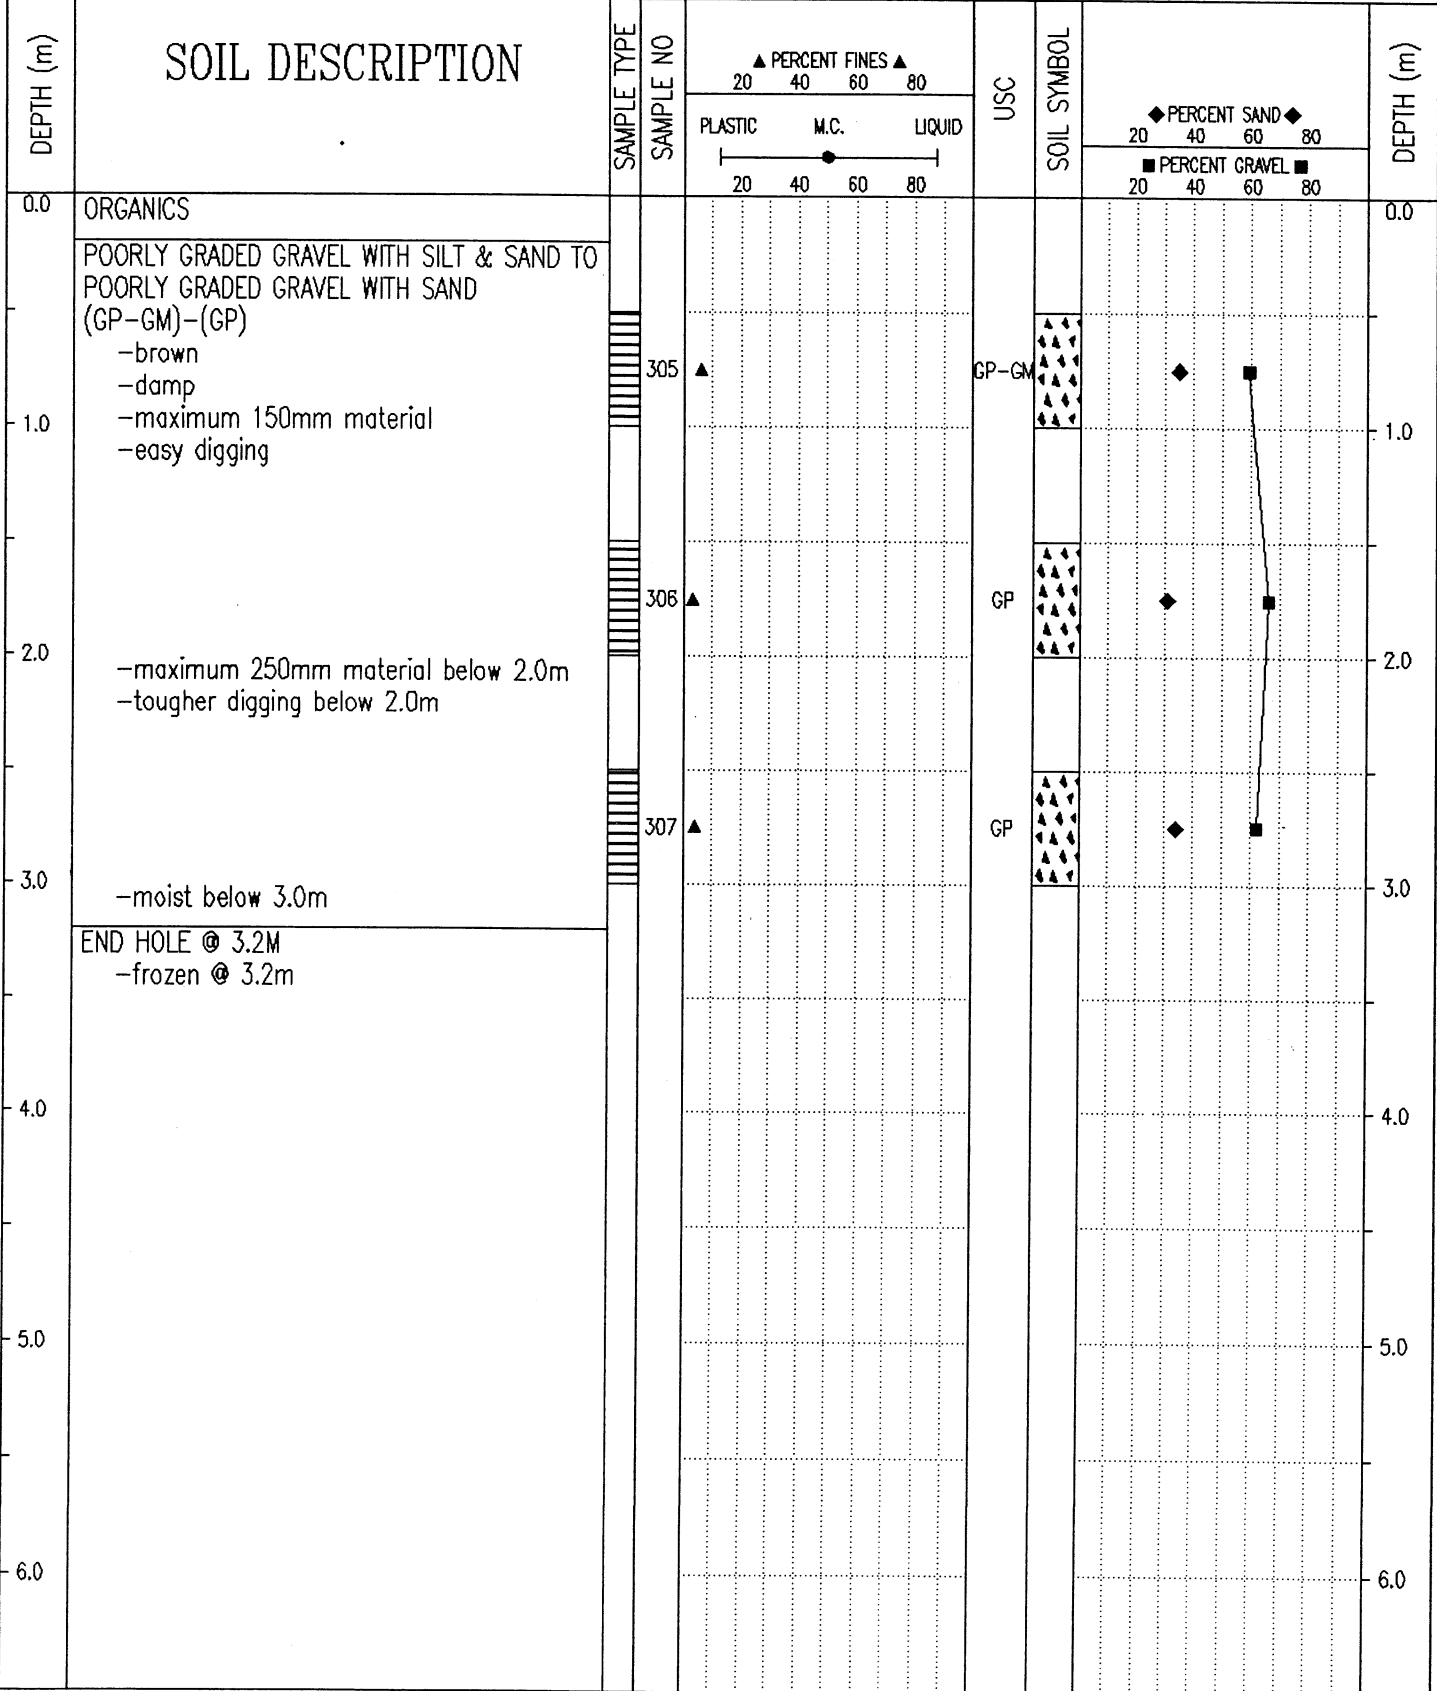 DEPTH (m)
SOIL DESCRIPTION
SAMPLE TYPE
SAMPLE NO
▲ PERCENT FINES ▲
20 40 60 80
PLASTIC M.C. LIQUID
20 40 60 80
USC
SOIL SYMBOL
◆ PERCENT SAND ◆
20 40 60 80
■ PERCENT GRAVEL ■
20 40 60 80
DEPTH (m)
0.0 ORGANICS 0.0
POORLY GRADED GRAVEL WITH SILT & SAND TO
POORLY GRADED GRAVEL WITH SAND
(GP-GM)-(GP)
-brown
305 GP-GM
-damp
-maximum 150mm material
1.0 1.0
-easy digging
306 GP
2.0 2.0
-maximum 250mm material below 2.0m
-tougher digging below 2.0m
307 GP
3.0 3.0
-moist below 3.0m
END HOLE @ 3.2M
-frozen @ 3.2m
4.0 4.0
5.0 5.0
6.0 6.0